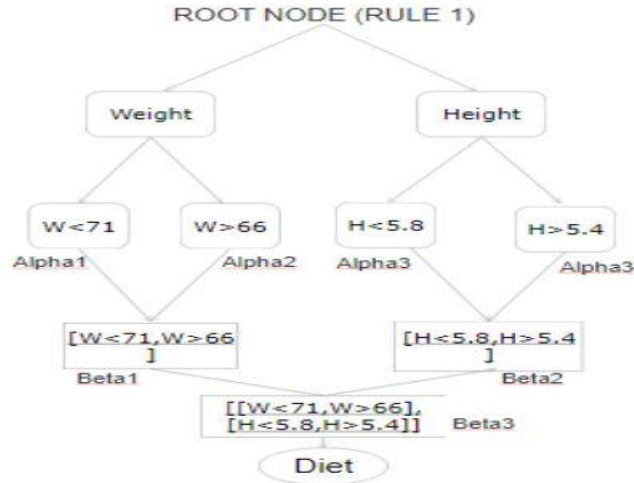 ROOT NODE (RULE 1)
Weight
Height
W<71
W>66
H<5.8
H>5.4
Alpha1
Alpha2
Alpha3
Alpha3
[W<71,W>66
]
[H<5.8,H>5.4
]
Beta1
Beta2
[[W<71,W>66],
[H<5.8,H>5.4]]
Beta3
Diet